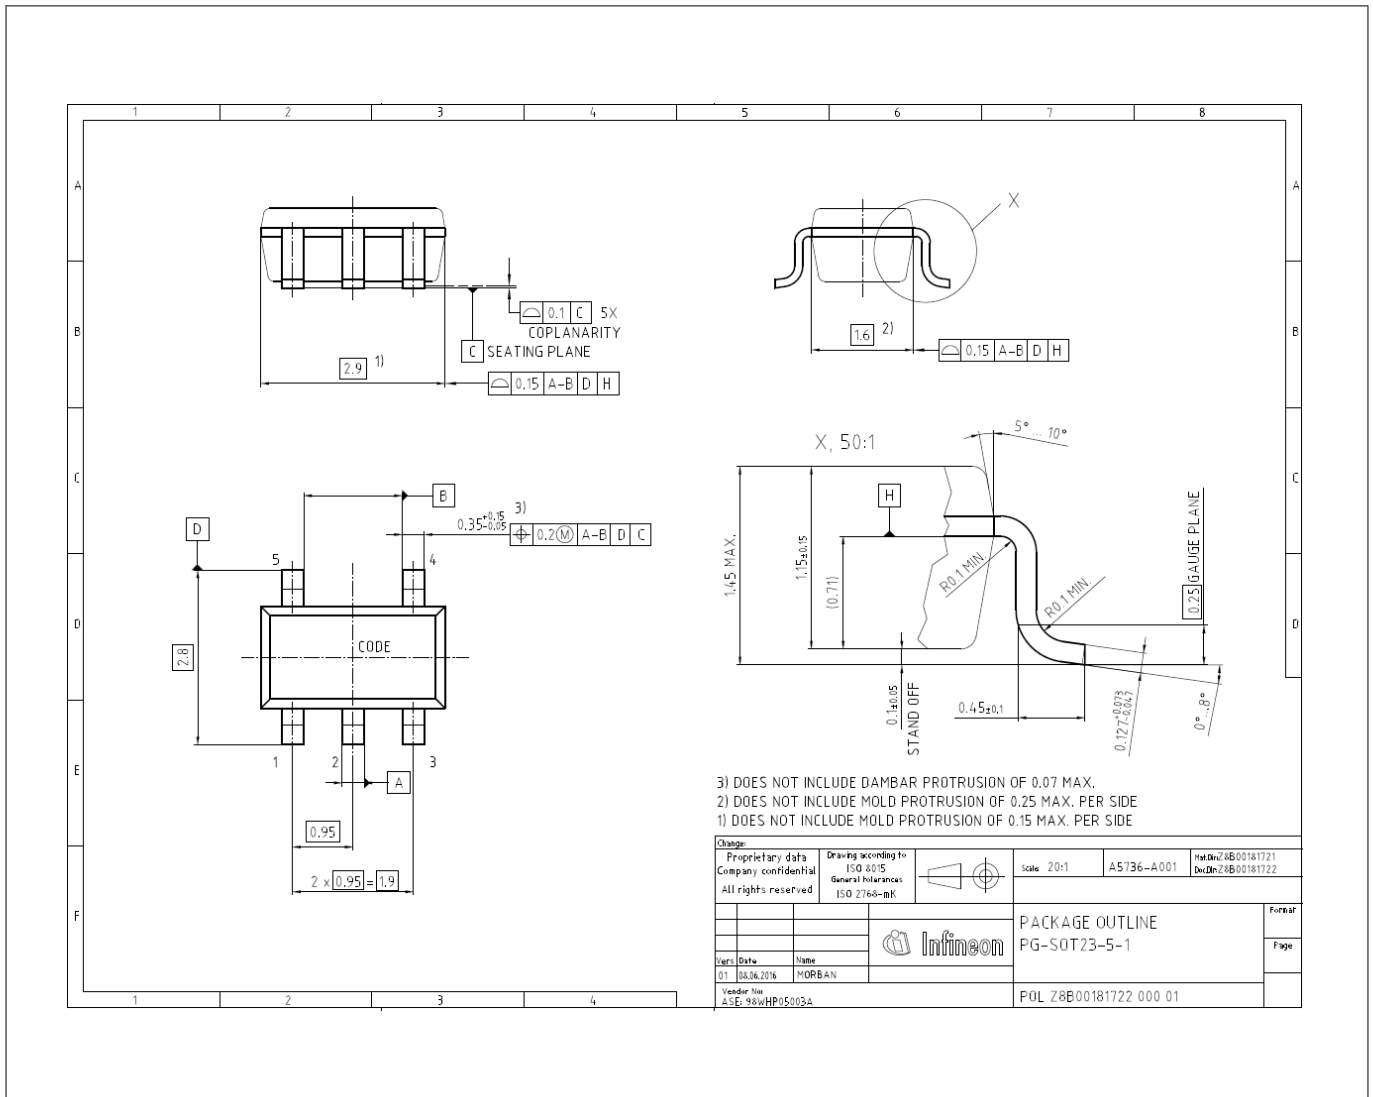 1 2 3 4 5 6 7 8
A A
B B
C C
D D
E
F
X
0.1 C 5X
COPLANARITY
C SEATING PLANE
2.9 1)
0.15 A-B D H
1.6 2)
0.15 A-B D H
X, 50:1
5° ... 10°
H
1.45 MAX.
1.15±0.15
(0.71)
R0.1 MIN.
R0.1 MIN.
0.25 GAUGE PLANE
0.1±0.05
STAND OFF
0.45±0.1
0.127+0.073-0.047
0°...8°
B
3)
0.35+0.15-0.05
0.2 M A-B D C
D
5 4
CODE
2.8
1 2 3
A
0.95
2 x 0.95 = 1.9
3) DOES NOT INCLUDE DAMBAR PROTRUSION OF 0.07 MAX.
2) DOES NOT INCLUDE MOLD PROTRUSION OF 0.25 MAX. PER SIDE
1) DOES NOT INCLUDE MOLD PROTRUSION OF 0.15 MAX. PER SIDE
Change:
Proprietary data
Company confidential
All rights reserved
Drawing according to
ISO 8015
General tolerances
ISO 2768-mK
Scale 20:1
A5736-A001
Mat.Dir:Z8B00181721
Doc.Dir:Z8B00181722
Infineon
PACKAGE OUTLINE
PG-SOT23-5-1
Format
Page
Vers. Date Name
01 08.06.2016 MORBAN
Vendor No:
ASE: 98WHP05003A
POL Z8B00181722 000 01
1 2 3 4